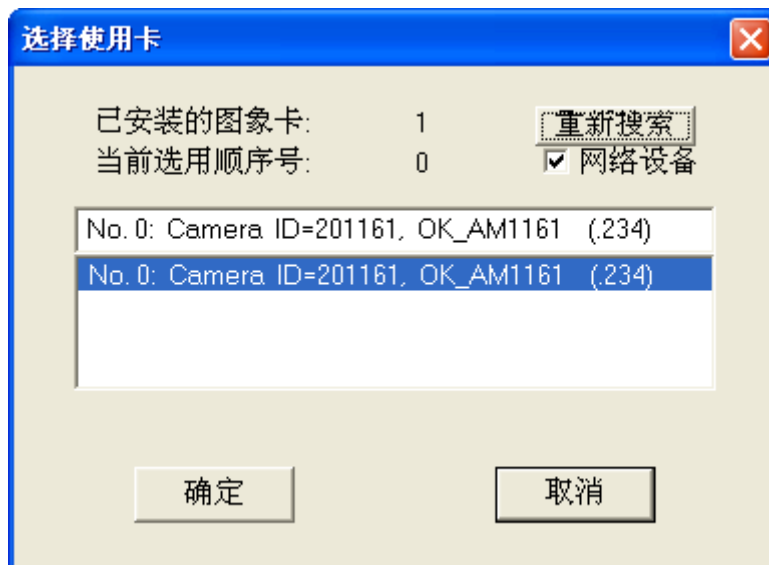 选择使用卡
已安装的图象卡: 1 重新搜索
当前选用顺序号: 0 网络设备
No. 0: Camera ID=201161, OK_AM1161 (.234)
No. 0: Camera ID=201161, OK_AM1161 (.234)
确定 取消